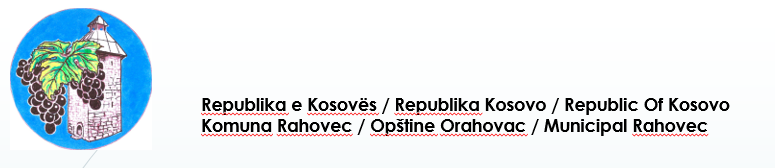 Republika e Kosovës / Republika Kosovo / Republic Of Kosovo
Komuna Rahovec / Opštine Orahovac / Municipal Rahovec